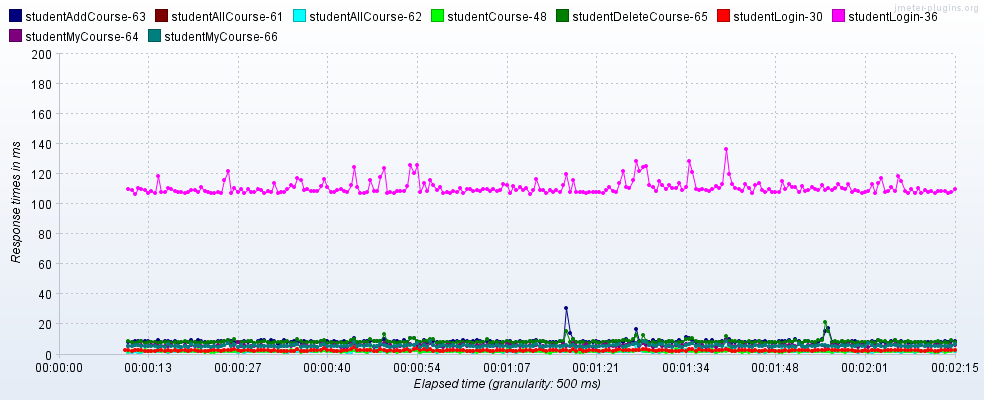 jmeter-plugins.org
studentAddCourse-63 studentAllCourse-61 studentAllCourse-62 studentCourse-48 studentDeleteCourse-65 studentLogin-30 studentLogin-36
studentMyCourse-64 studentMyCourse-66
200
180
160
140
120
100
80
60
40
20
0
Response times in ms
00:00:00 00:00:13 00:00:27 00:00:40 00:00:54 00:01:07 00:01:21 00:01:34 00:01:48 00:02:01 00:02:15
Elapsed time (granularity: 500 ms)